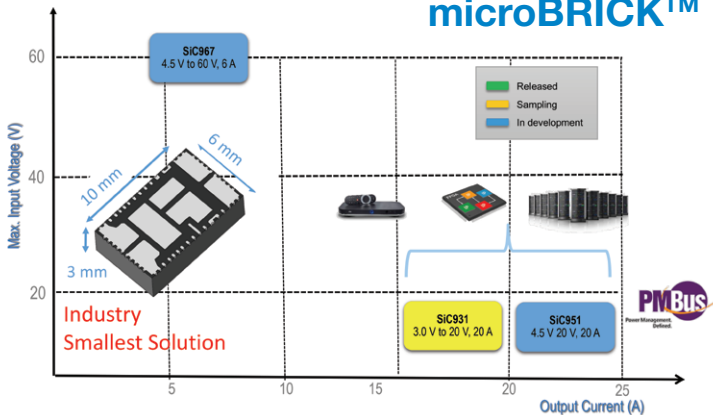 microBRICK™
Max. Input Voltage (V)
60
SiC967
4.5 V to 60 V, 6 A
Released
Sampling
In development
10 mm
6 mm
3 mm
40
20
Industry
Smallest Solution
SiC931
3.0 V to 20 V, 20 A
SiC951
4.5 V 20 V, 20 A
PMBus
Power Management.
Defined.
5
10
15
20
25
Output Current (A)